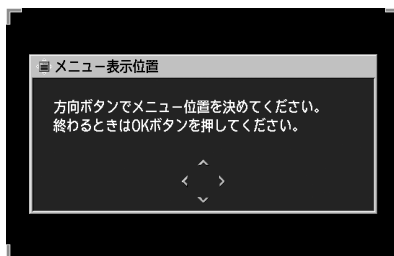 メニュー表示位置
方向ボタンでメニュー位置を決めてください。
終わるときはOKボタンを押してください。